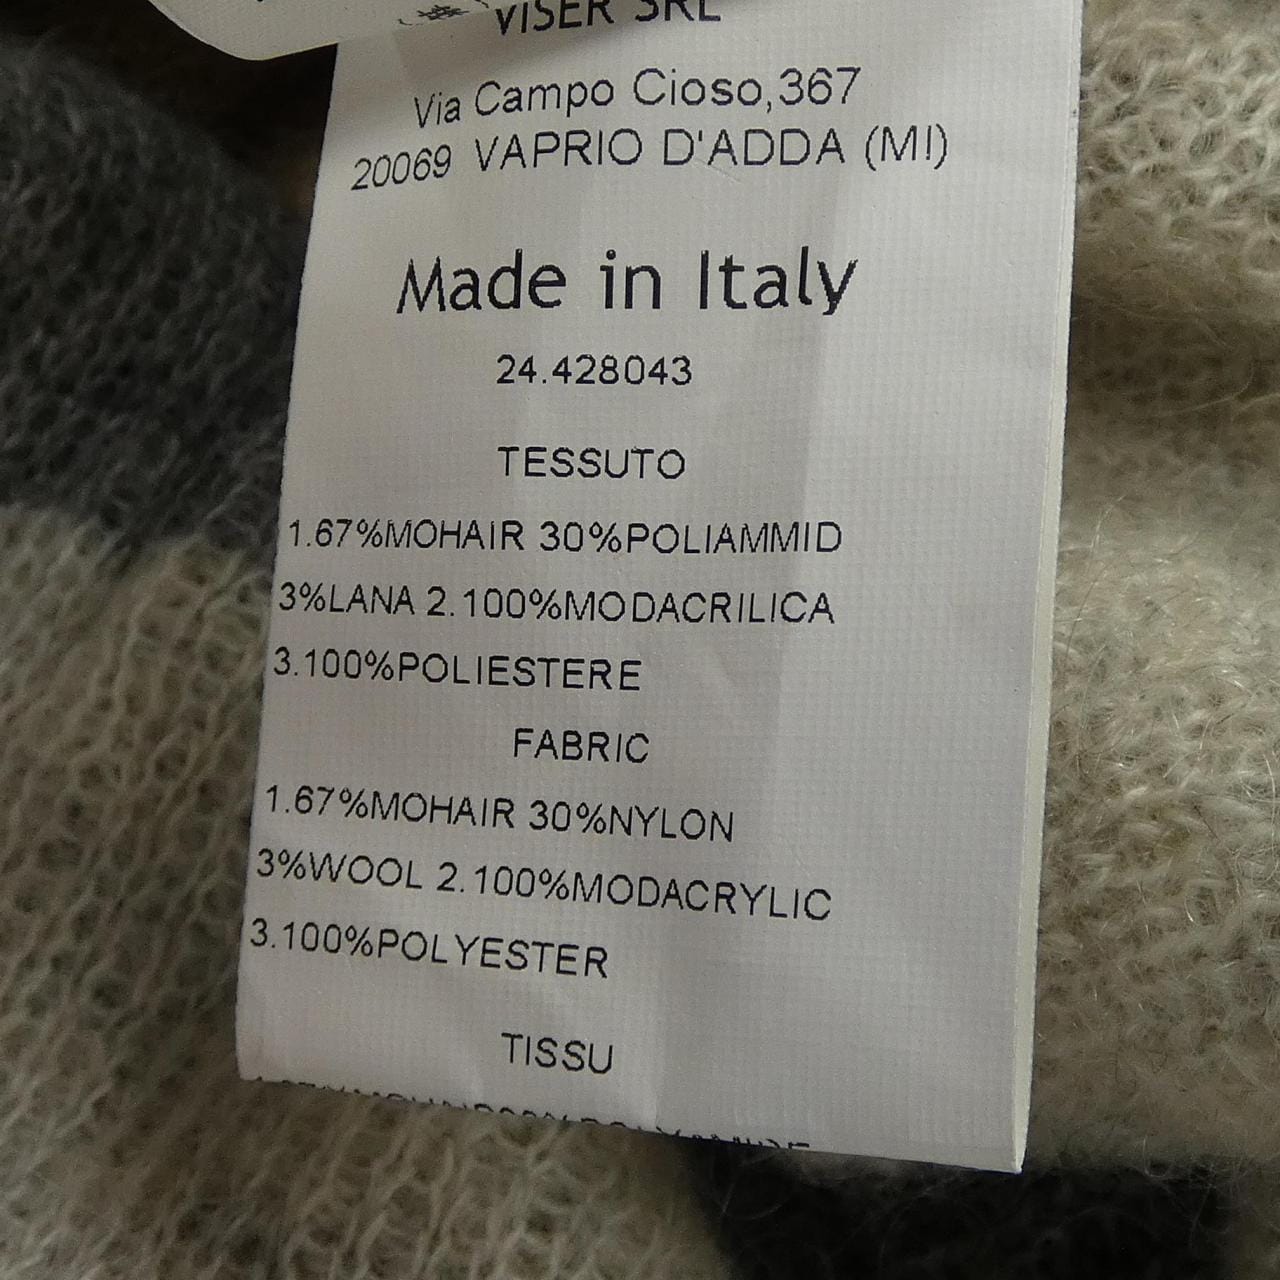 VISER SRL
Via Campo Cioso,367
20069 VAPRIO D'ADDA (MI)
Made in Italy
24.428043
TESSUTO
1.67%MOHAIR 30%POLIAMMID
3%LANA 2.100%MODACRILICA
3.100%POLIESTERE
FABRIC
1.67%MOHAIR 30%NYLON
3%WOOL 2.100%MODACRYLIC
3.100%POLYESTER
TISSU